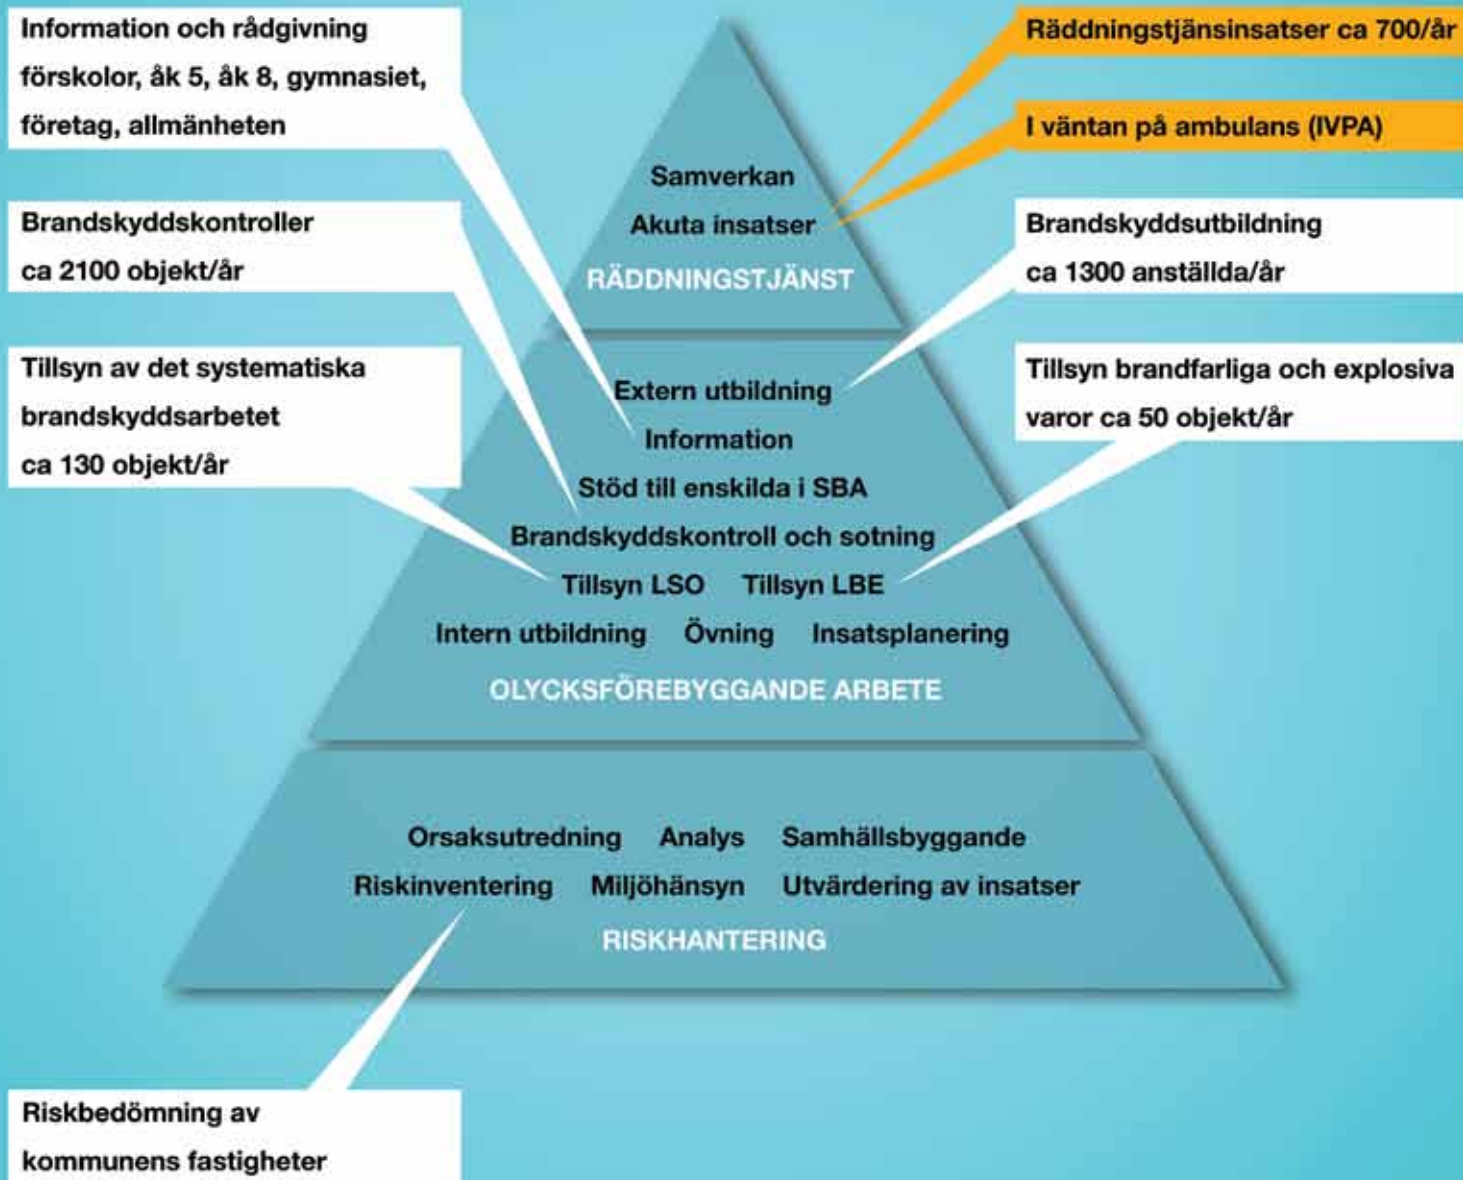 Information och rådgivning
förskolor, åk 5, åk 8, gymnasiet,
företag, allmänheten
Brandskyddskontroller
ca 2100 objekt/år
Tillsyn av det systematiska
brandskyddsarbetet
ca 130 objekt/år
Räddningstjänsinsatser ca 700/år
I väntan på ambulans (IVPA)
Brandskyddsutbildning
ca 1300 anställda/år
Tillsyn brandfarliga och explosiva
varor ca 50 objekt/år
Samverkan
Akuta insatser
RÄDDNINGSTJÄNST
Extern utbildning
Information
Stöd till enskilda i SBA
Brandskyddskontroll och sotning
Tillsyn LSO Tillsyn LBE
Intern utbildning Övning Insatsplanering
OLYCKSFÖREBYGGANDE ARBETE
Orsaksutredning Analys Samhällsbyggande
Riskinventering Miljöhänsyn Utvärdering av insatser
RISKHANTERING
Riskbedömning av
kommunens fastigheter